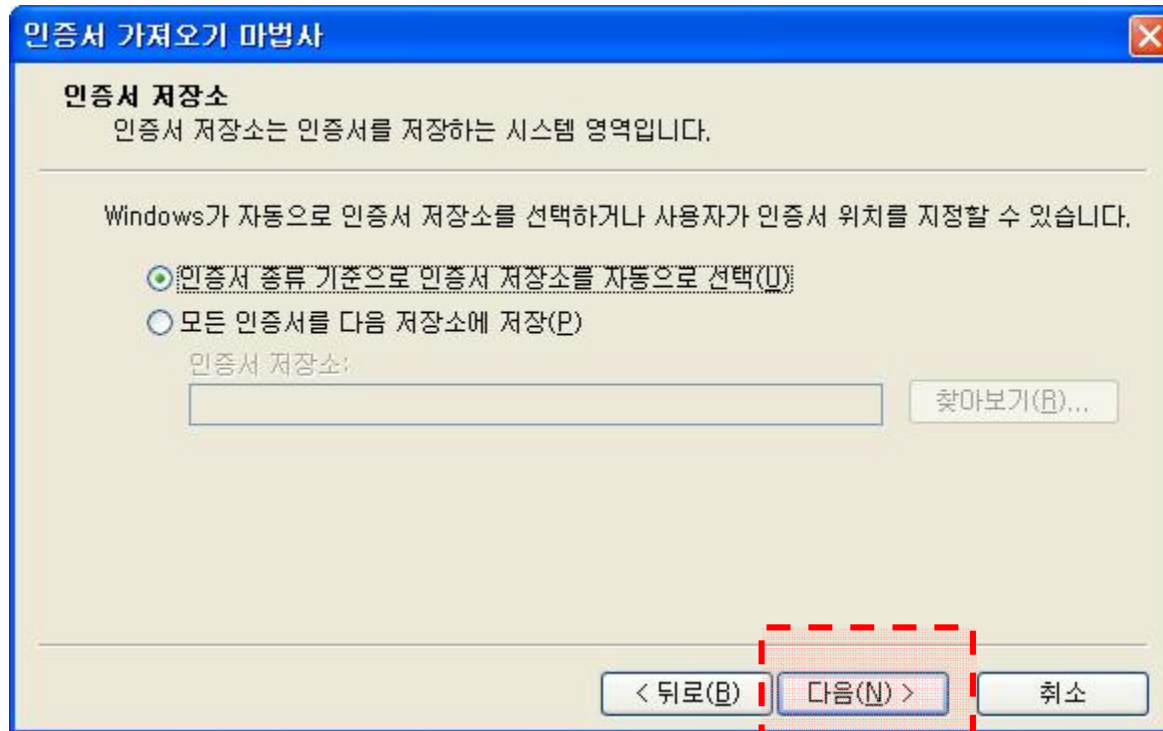 인증서 가져오기 마법사
인증서 저장소
인증서 저장소는 인증서를 저장하는 시스템 영역입니다.
Windows가 자동으로 인증서 저장소를 선택하거나 사용자가 인증서 위치를 지정할 수 있습니다.
인증서 종류 기준으로 인증서 저장소를 자동으로 선택(U)
모든 인증서를 다음 저장소에 저장(P)
인증서 저장소:
찾아보기(R)...
< 뒤로(B) 다음(N) > 취소